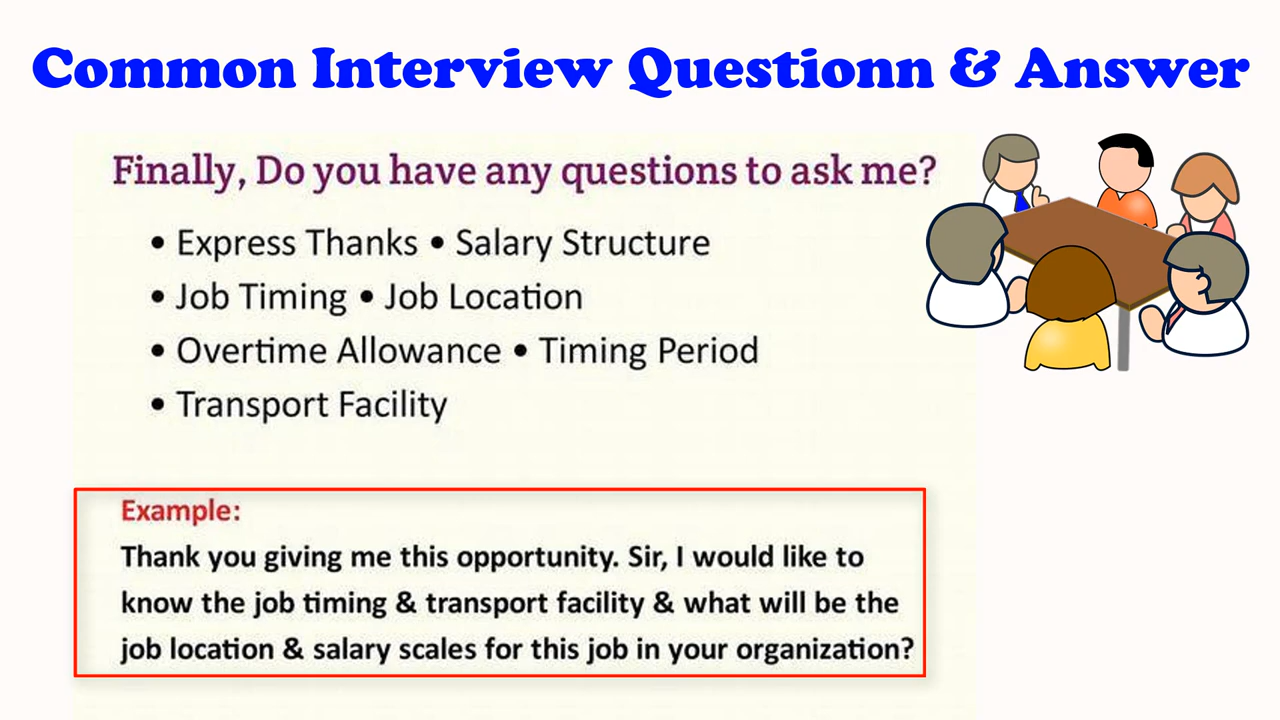 Common Interview Questionn & Answer
Finally, Do you have any questions to ask me?
• Express Thanks • Salary Structure
• Job Timing • Job Location
• Overtime Allowance • Timing Period
• Transport Facility
Example:
Thank you giving me this opportunity. Sir, I would like to
know the job timing & transport facility & what will be the
job location & salary scales for this job in your organization?